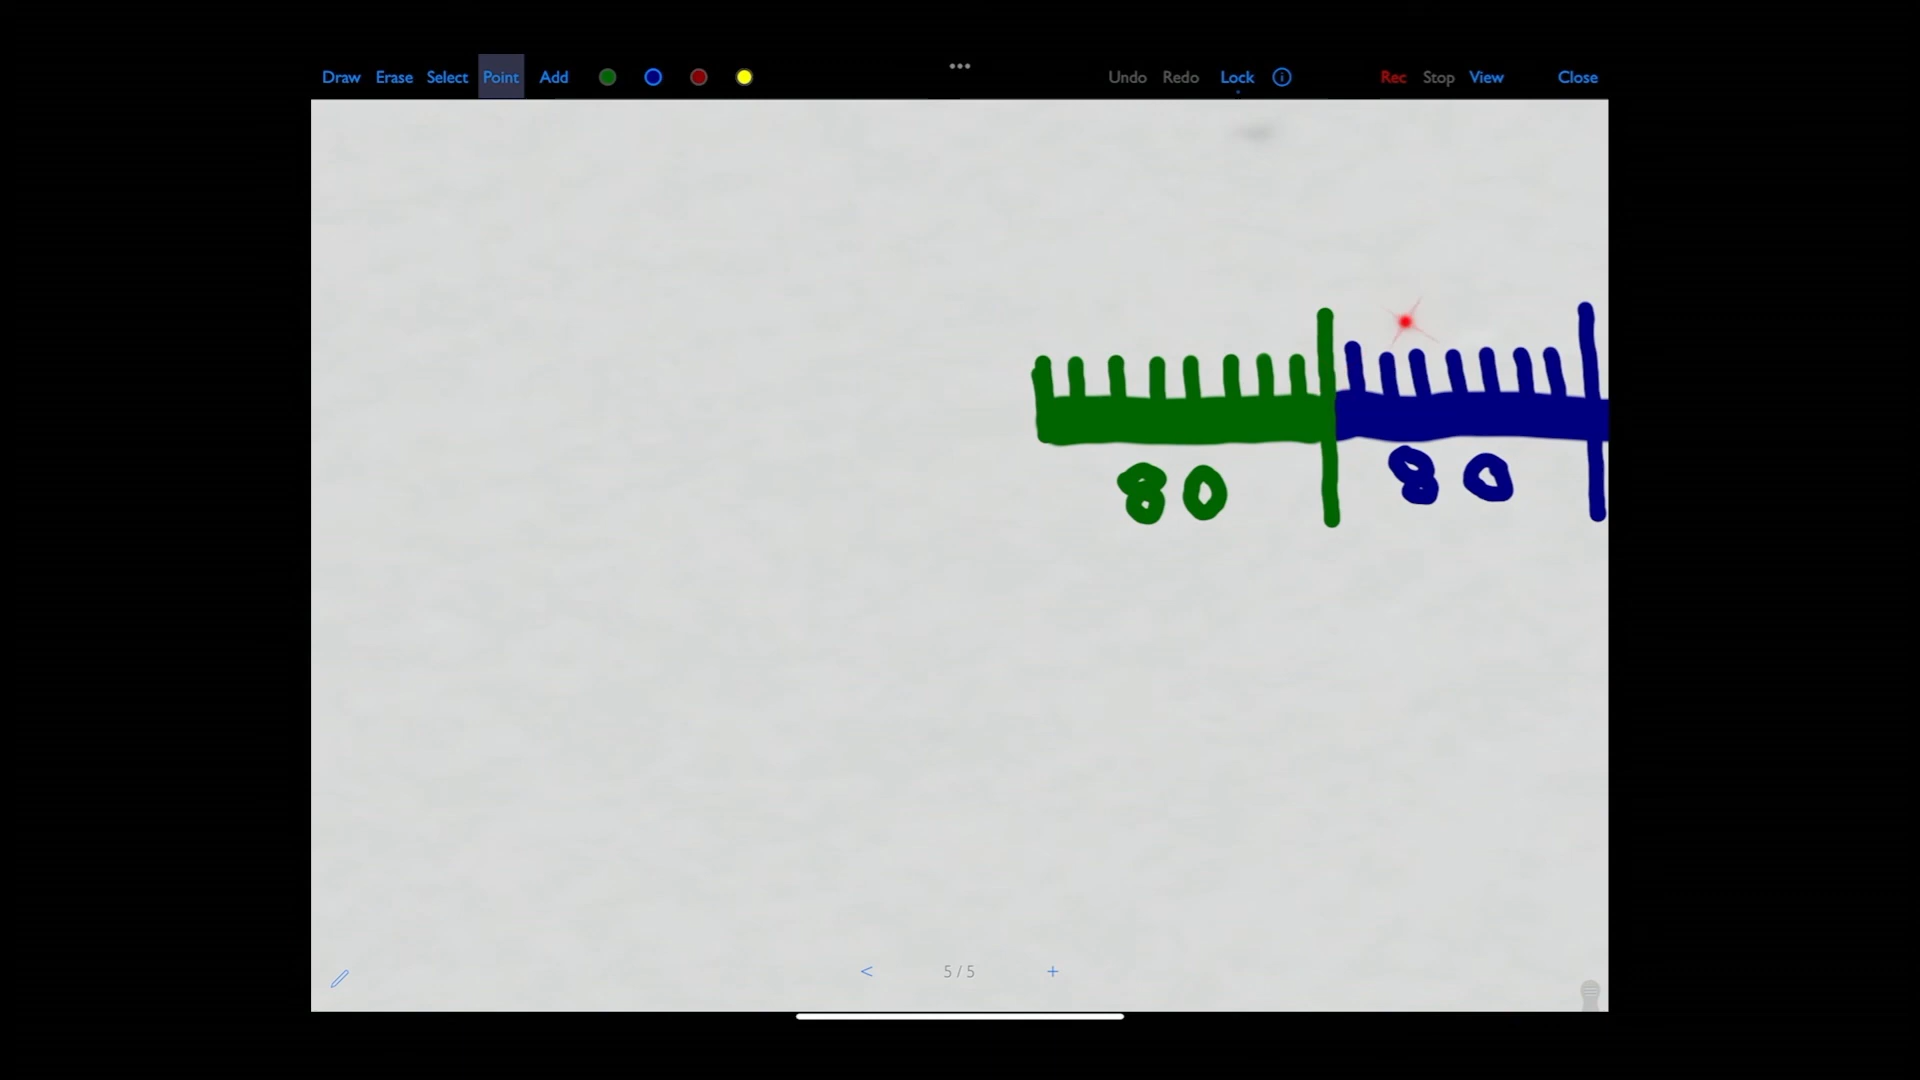 Draw Erase Select Point Add Undo Redo Lock Rec Stop View Close
80 80
< 5 / 5 +